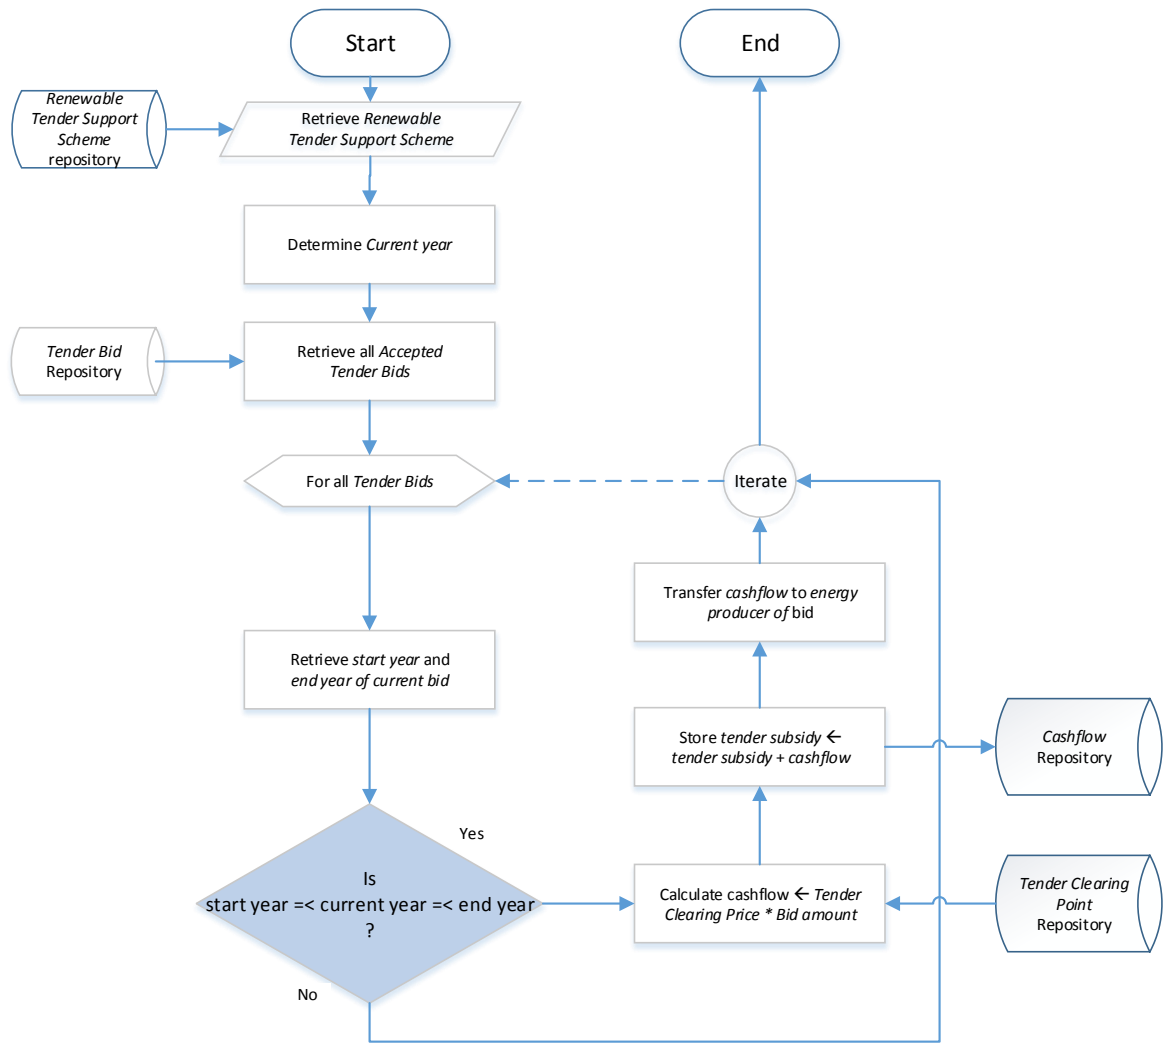 Start
End
Renewable
Tender Support
Scheme
repository
Retrieve Renewable
Tender Support Scheme
Determine Current year
Tender Bid
Repository
Retrieve all Accepted
Tender Bids
For all Tender Bids
Iterate
Transfer cashflow to energy
producer of bid
Retrieve start year and
end year of current bid
Store tender subsidy ←
tender subsidy + cashflow
Cashflow
Repository
Yes
Is
start year =< current year =< end year
?
Calculate cashflow ← Tender
Clearing Price * Bid amount
Tender Clearing
Point
Repository
No